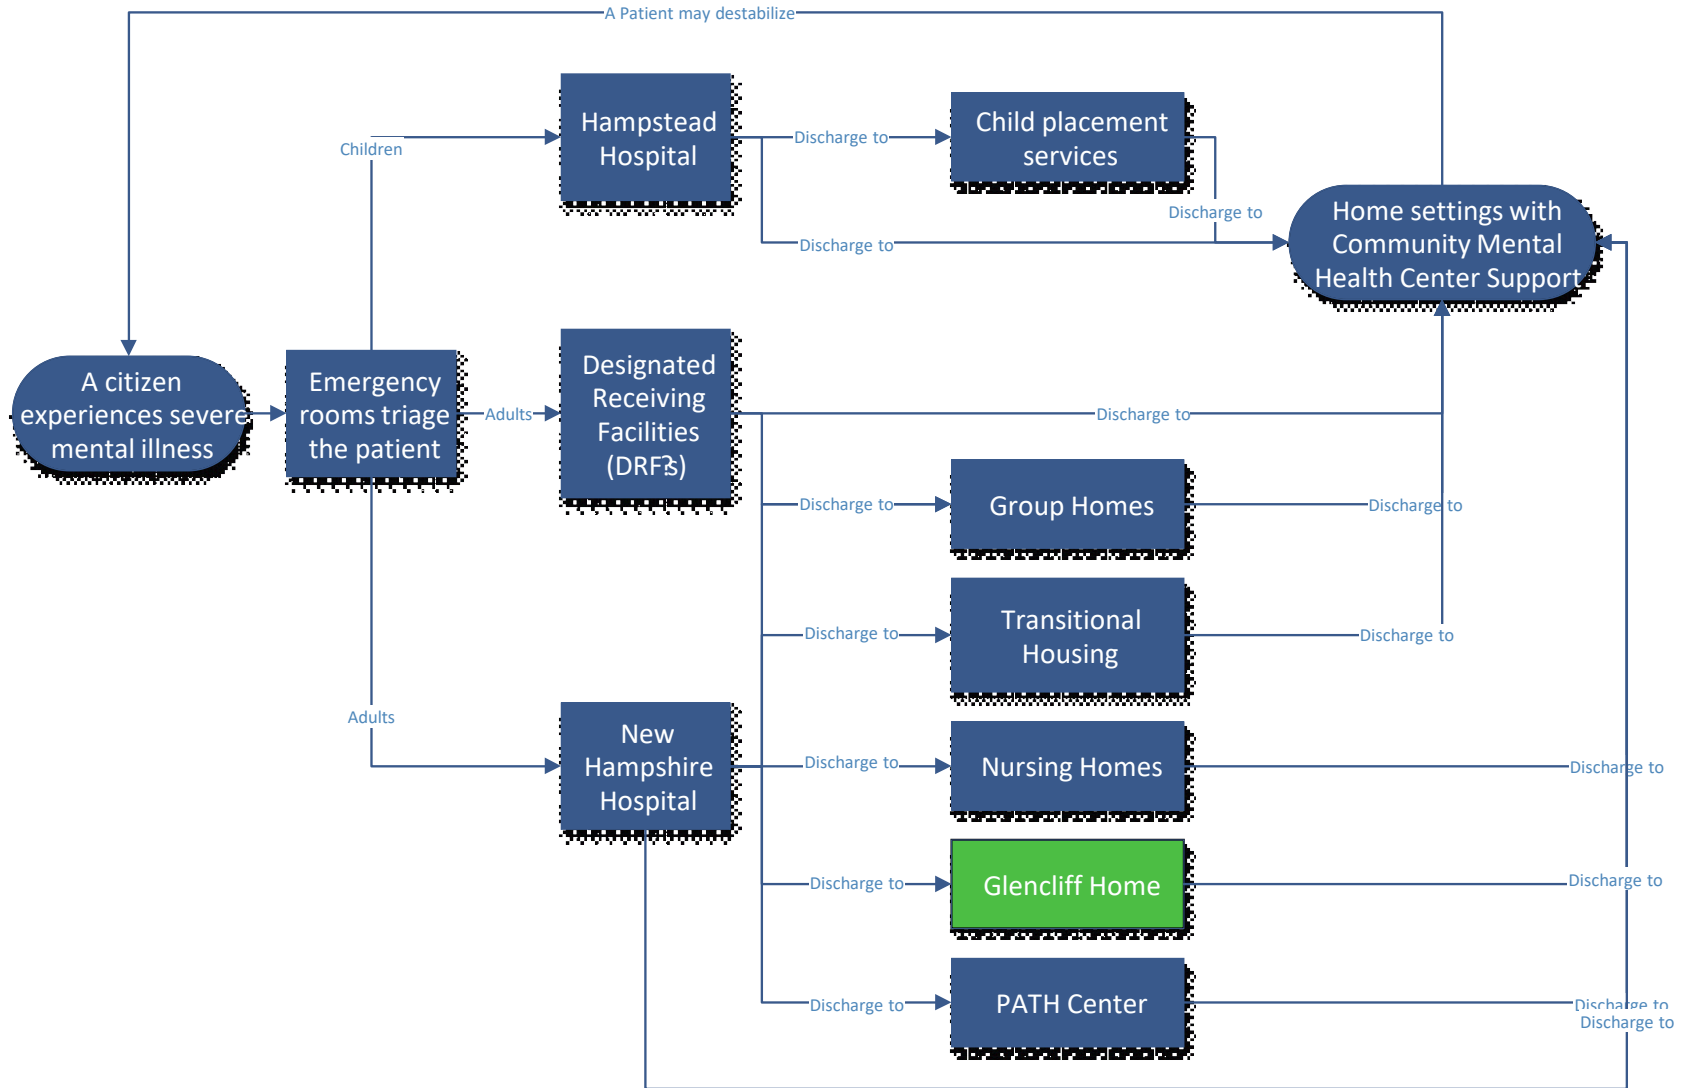 A Patient may destabilize
Hampstead
Hospital
Discharge to
Child placement
services
Children
Discharge to
Discharge to
Home settings with
Community Mental
Health Center Support
A citizen
experiences severe
mental illness
Emergency
rooms triage
the patient
Adults
Designated
Receiving
Facilities
(DRF?s)
Discharge to
Discharge to
Group Homes
Discharge to
Discharge to
Transitional
Housing
Discharge to
Adults
New
Hampshire
Hospital
Discharge to
Nursing Homes
Discharge to
Discharge to
Glencliff Home
Discharge to
Discharge to
PATH Center
Discharge to
Discharge to